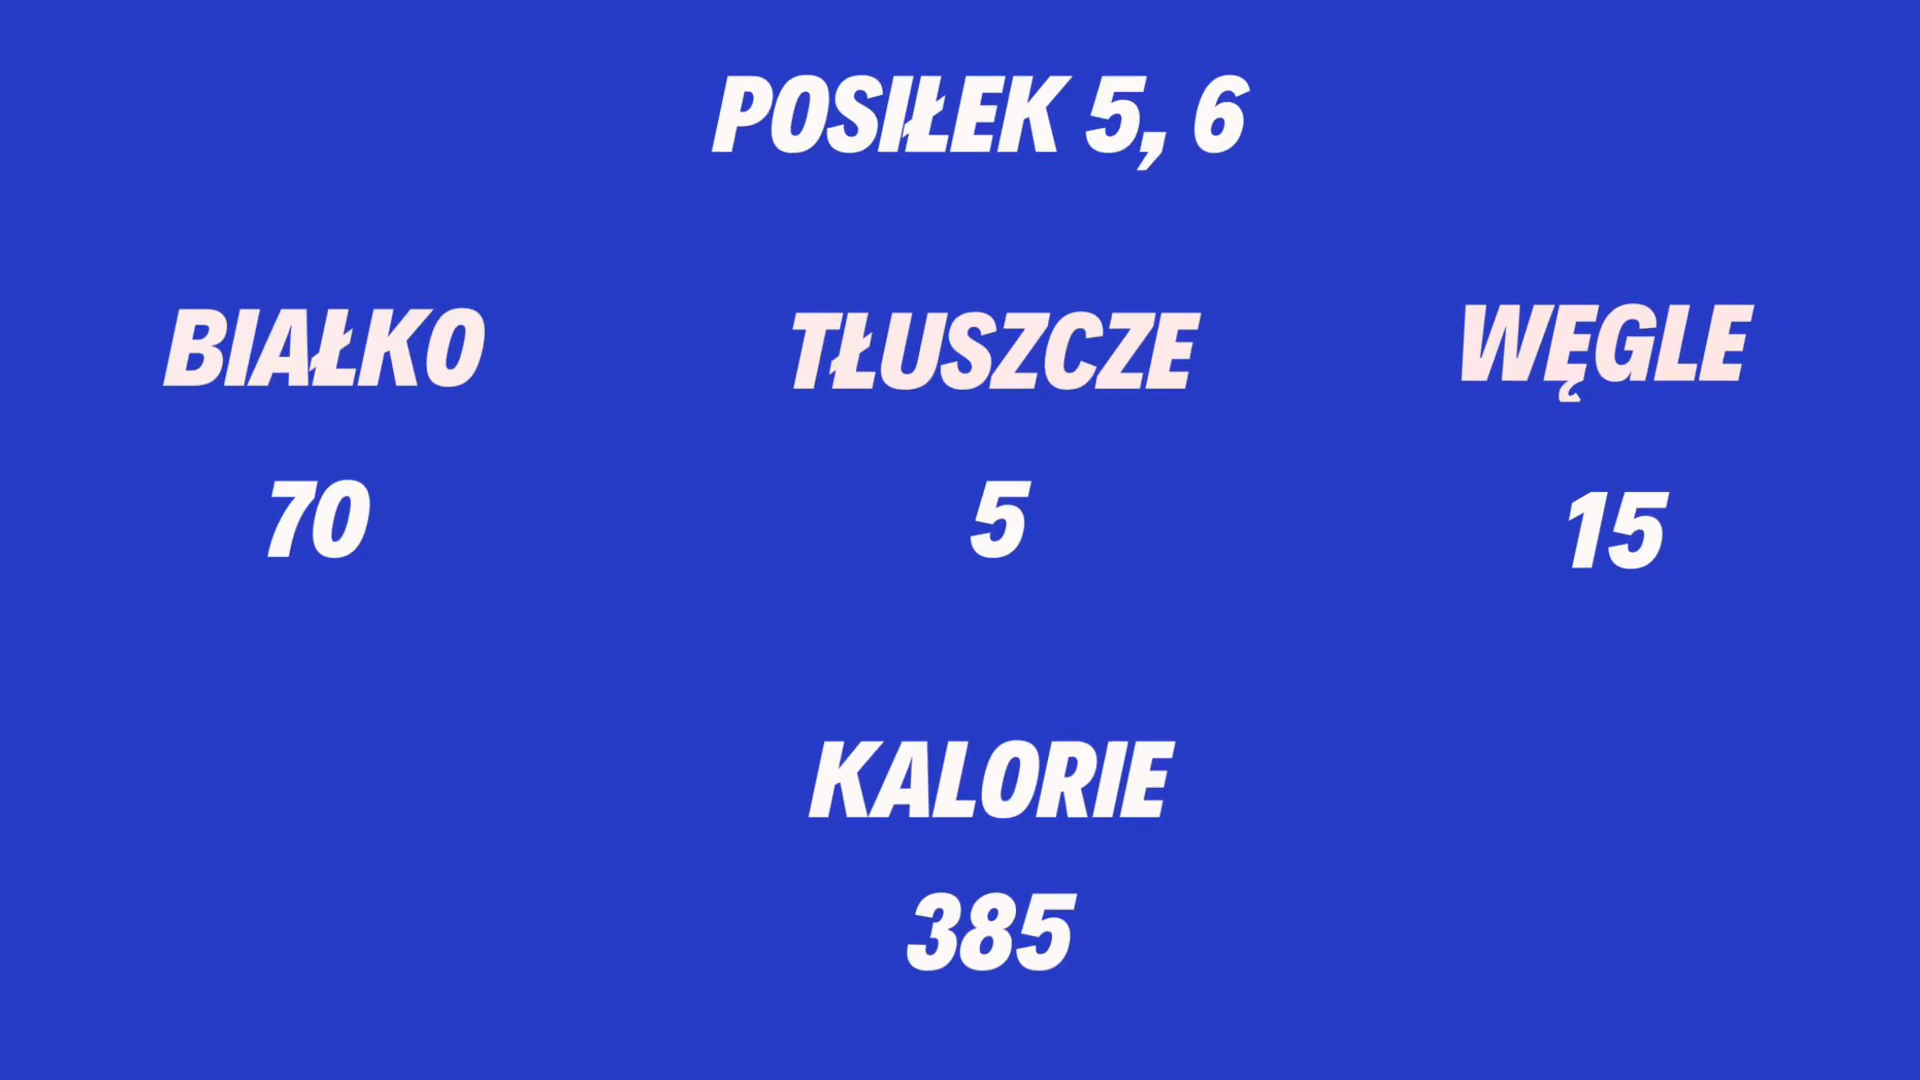 POSIŁEK 5, 6
BIAŁKO TŁUSZCZE WĘGLE
70 5 15
KALORIE
385